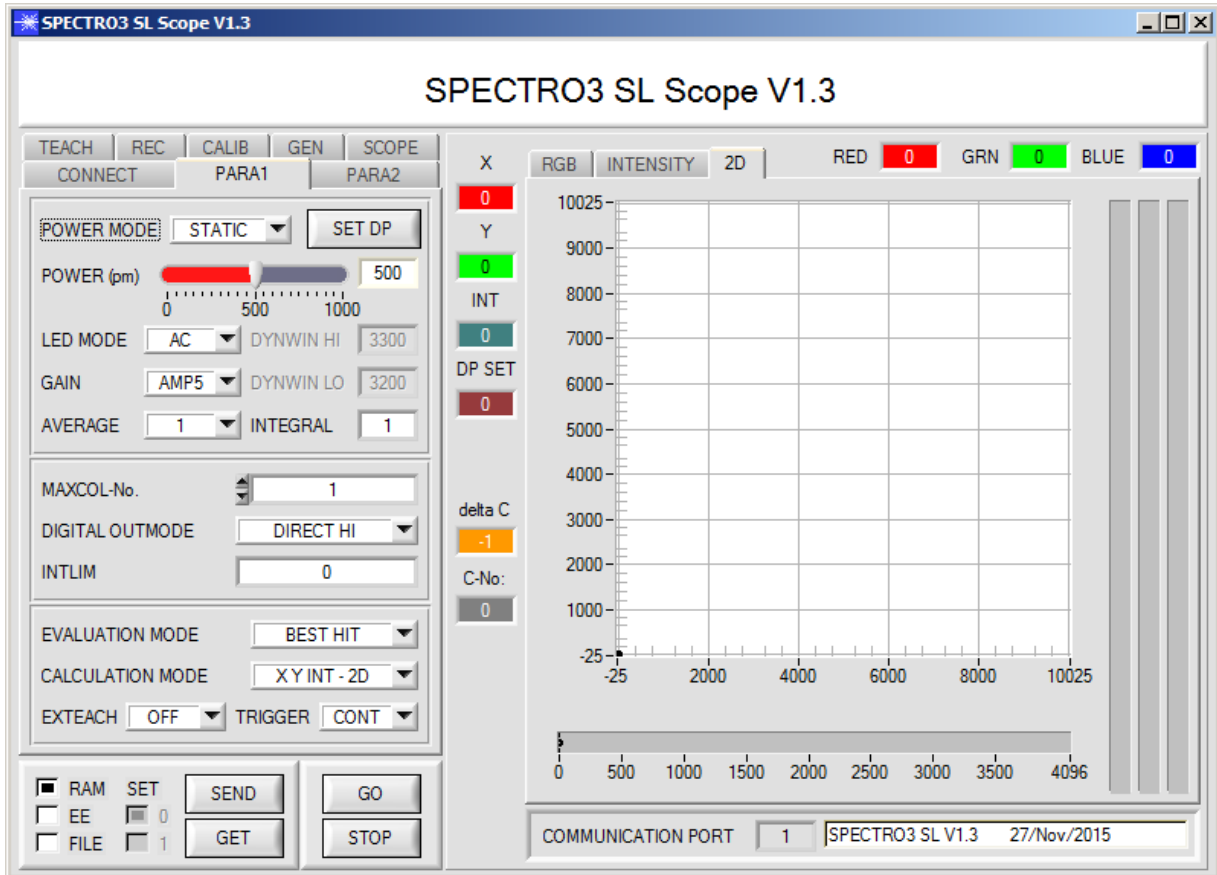 SPECTRO3 SL Scope V1.3
SPECTRO3 SL Scope V1.3
TEACH REC CALIB GEN SCOPE
CONNECT PARA1 PARA2
POWER MODE STATIC SET DP
POWER (pm) 500
0 500 1000
LED MODE AC DYNWIN HI 3300
GAIN AMP5 DYNWIN LO 3200
AVERAGE 1 INTEGRAL 1
MAXCOL-No. 1
DIGITAL OUTMODE DIRECT HI
INTLIM 0
EVALUATION MODE BEST HIT
CALCULATION MODE X Y INT - 2D
EXTEACH OFF TRIGGER CONT
RAM SET SEND GO
EE 0
FILE 1 GET STOP
X
0
Y
0
INT
0
DP SET
0
delta C
-1
C-No:
0
RGB INTENSITY 2D RED 0 GRN 0 BLUE 0
10025
9000
8000
7000
6000
5000
4000
3000
2000
1000
-25
-25 2000 4000 6000 8000 10025
0 500 1000 1500 2000 2500 3000 3500 4096
COMMUNICATION PORT 1 SPECTRO3 SL V1.3 27/Nov/2015